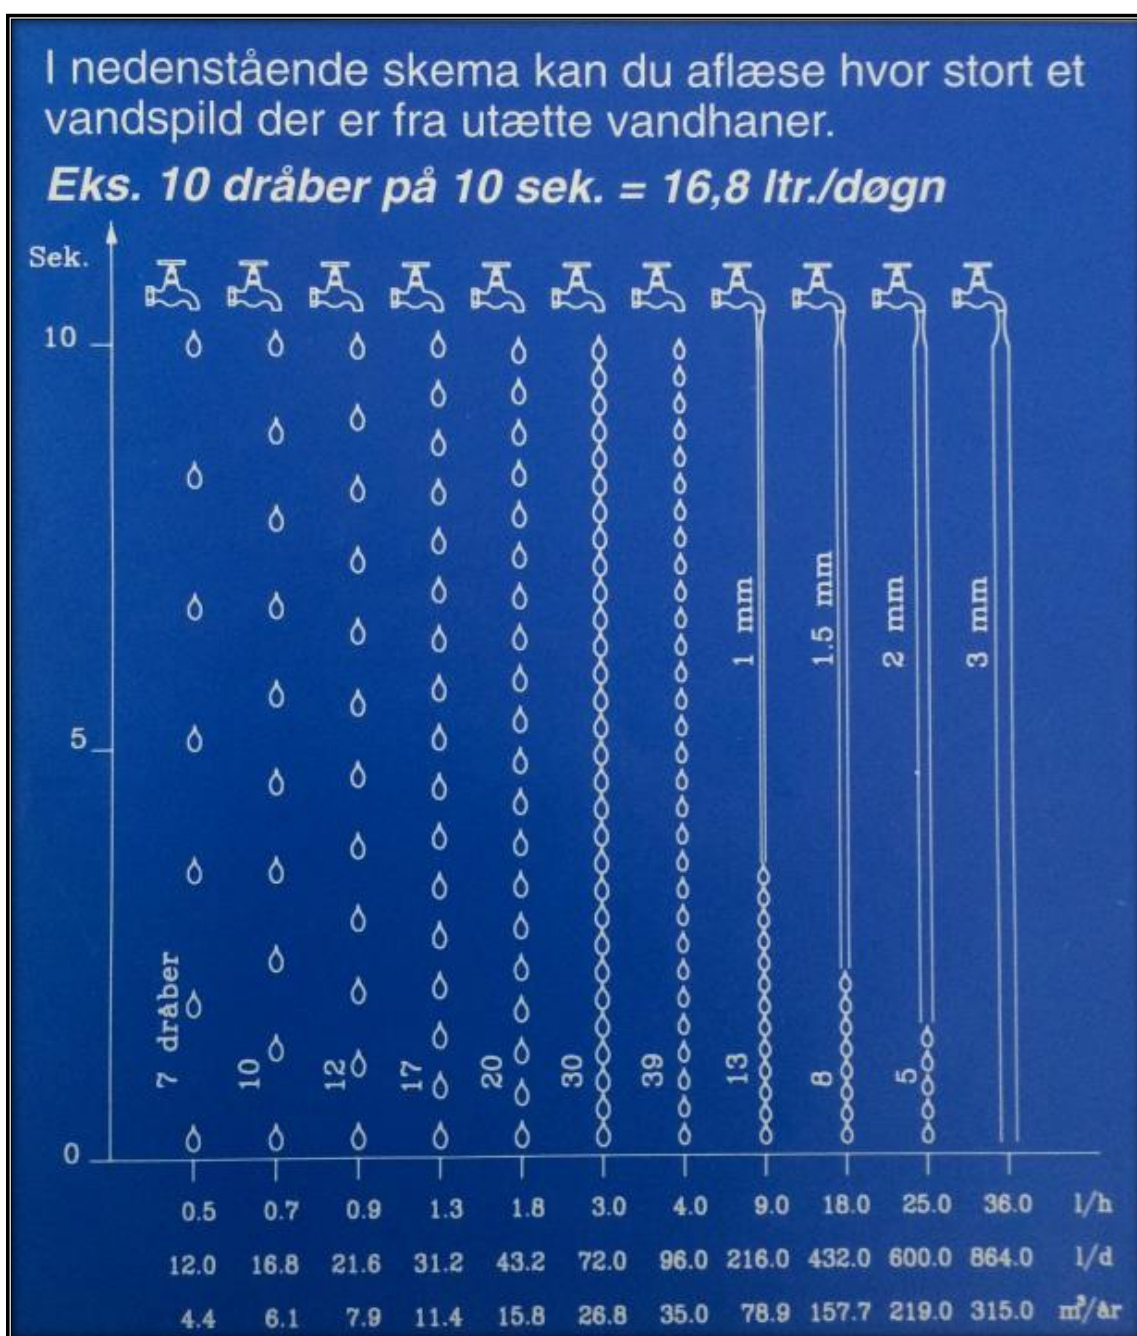 I nedenstående skema kan du aflæse hvor stort et
vandspild der er fra utætte vandhaner.
Eks. 10 dråber på 10 sek. = 16,8 ltr./døgn
Sek.
10
5
0
1 mm
1.5 mm
2 mm
3 mm
7 dråber
10
12
17
20
30
39
13
8
5
0.5 0.7 0.9 1.3 1.8 3.0 4.0 9.0 18.0 25.0 36.0 l/h
12.0 16.8 21.6 31.2 43.2 72.0 96.0 216.0 432.0 600.0 864.0 l/d
4.4 6.1 7.9 11.4 15.8 26.8 35.0 78.9 157.7 219.0 315.0 m³/år